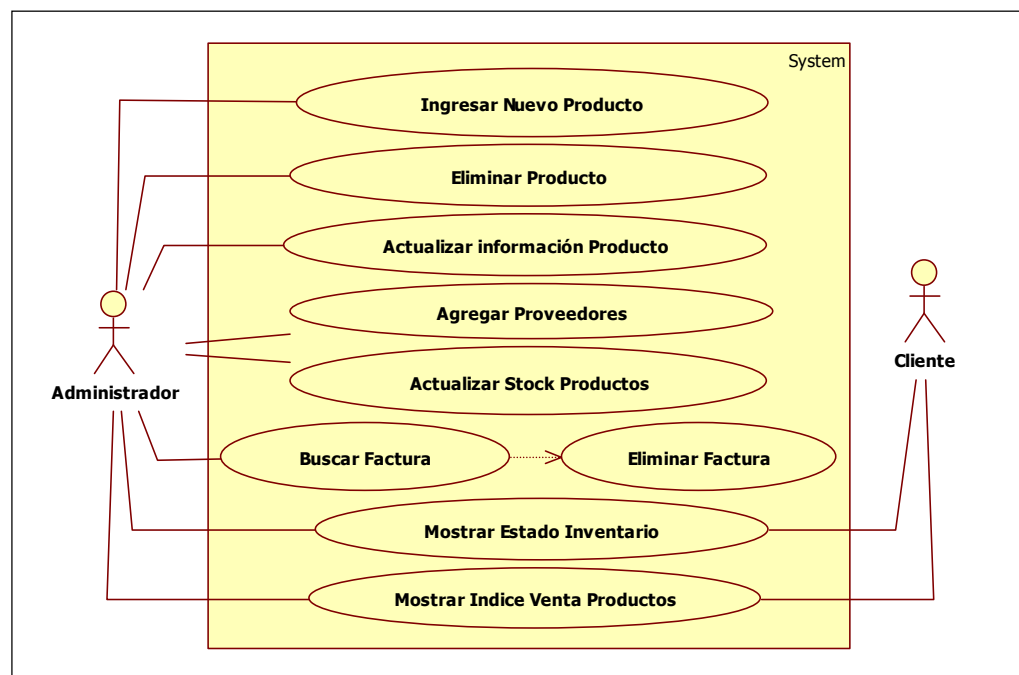 System
Ingresar Nuevo Producto
Eliminar Producto
Actualizar información Producto
Agregar Proveedores
Administrador
Cliente
Actualizar Stock Productos
Buscar Factura
Eliminar Factura
Mostrar Estado Inventario
Mostrar Indice Venta Productos